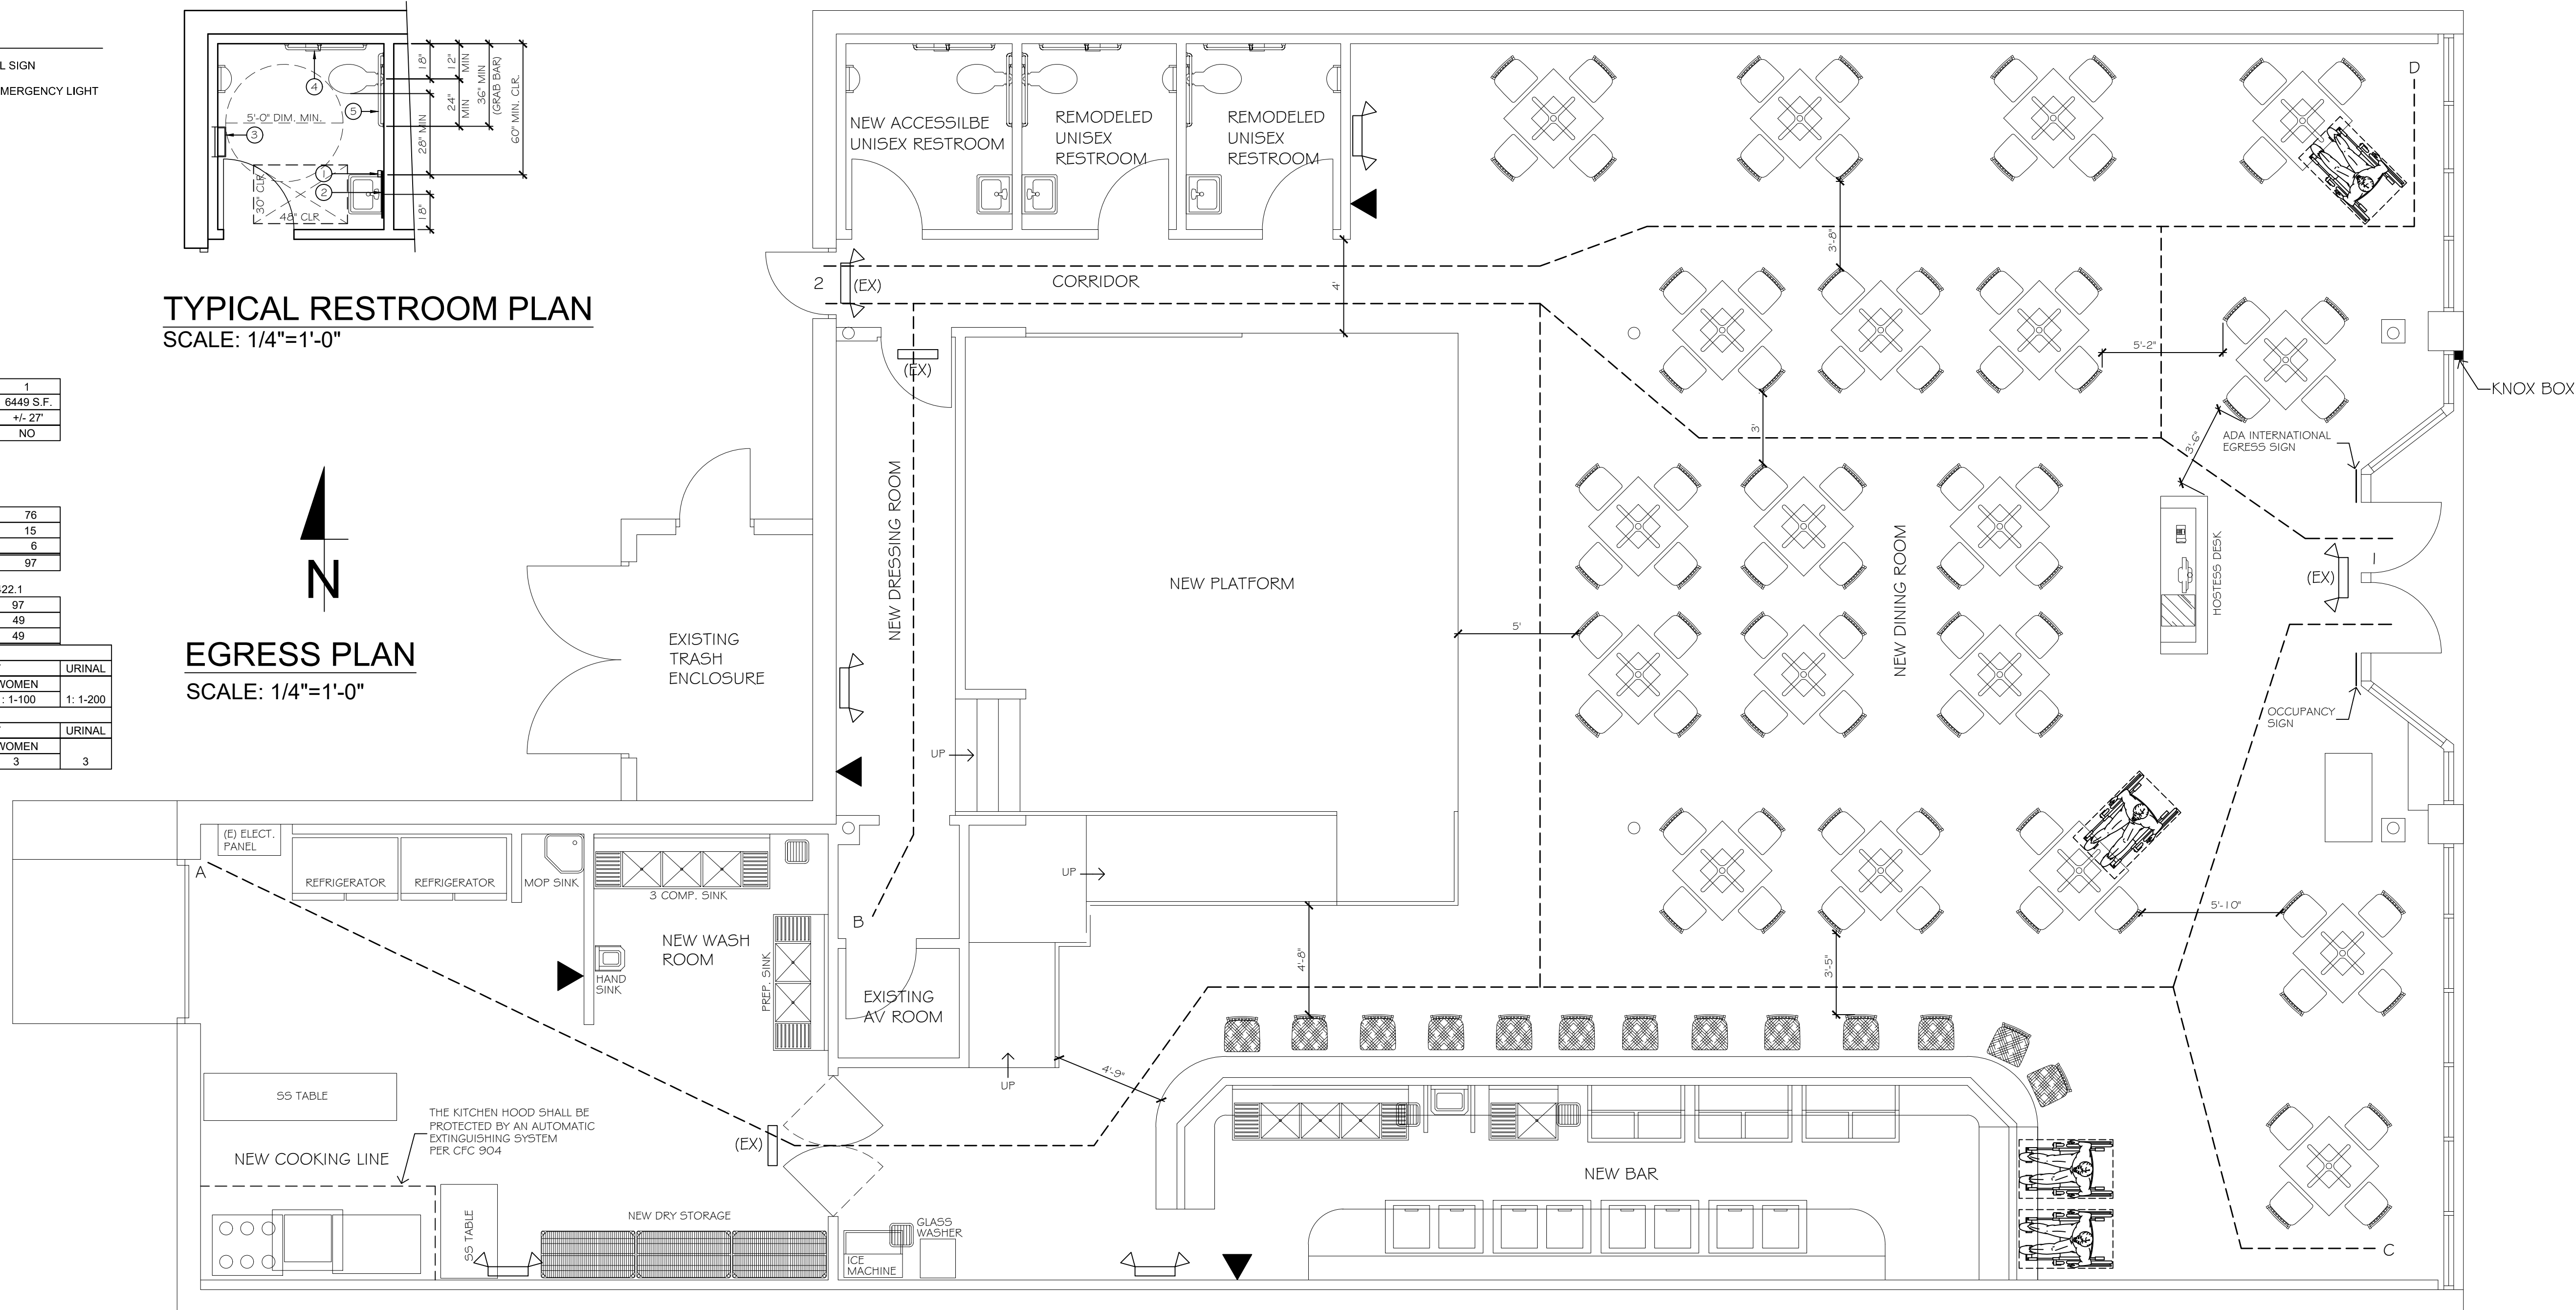 L SIGN
MERGENCY LIGHT
1
6449 S.F.
+/- 27'
NO
76
15
6
97
22.1
97
49
49
URINAL
WOMEN
: 1-100
1: 1-200
URINAL
WOMEN
3
3
5'-0" DIM. MIN.
30" CLR.
48" CLR
1
2
3
4
5
18"
28" MIN
18"
12" MIN
24" MIN
36" MIN
(GRAB BAR)
60" MIN. CLR.
TYPICAL RESTROOM PLAN
SCALE: 1/4"=1'-0"
N
EGRESS PLAN
SCALE: 1/4"=1'-0"
NEW ACCESSILBE
UNISEX RESTROOM
REMODELED
UNISEX
RESTROOM
REMODELED
UNISEX
RESTROOM
2
(EX)
CORRIDOR
4'
(EX)
NEW DRESSING ROOM
NEW PLATFORM
EXISTING
TRASH
ENCLOSURE
UP
UP
UP
D
3'-8"
5'-2"
3'
3'-6"
KNOX BOX
ADA INTERNATIONAL
EGRESS SIGN
HOSTESS DESK
1
(EX)
OCCUPANCY
SIGN
NEW DINING ROOM
5'
5'-10"
3'-5"
4'-8"
4'-9"
(E) ELECT.
PANEL
A
REFRIGERATOR
REFRIGERATOR
MOP SINK
3 COMP. SINK
B
NEW WASH
ROOM
PREP. SINK
HAND
SINK
EXISTING
AV ROOM
SS TABLE
THE KITCHEN HOOD SHALL BE
PROTECTED BY AN AUTOMATIC
EXTINGUISHING SYSTEM
PER CFC 904
(EX)
NEW COOKING LINE
SS TABLE
NEW DRY STORAGE
GLASS
WASHER
ICE
MACHINE
NEW BAR
C